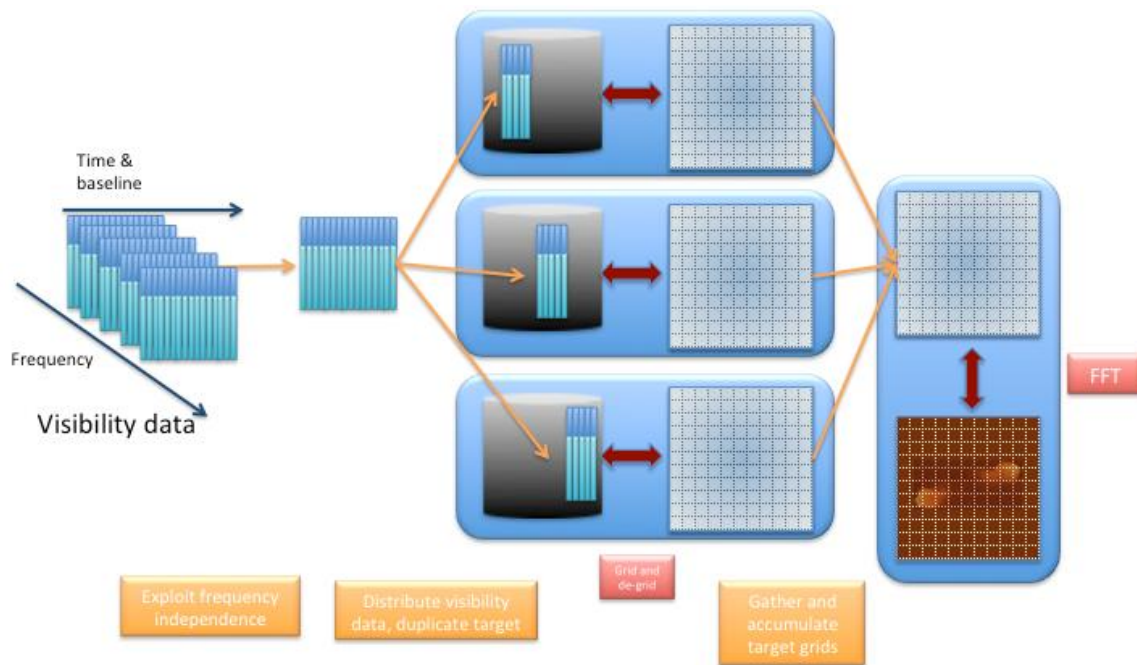 Time &
baseline
Frequency
Visibility data
FFT
Grid and
de-grid
Exploit frequency
independence
Distribute visibility
data, duplicate target
Gather and
accumulate
target grids